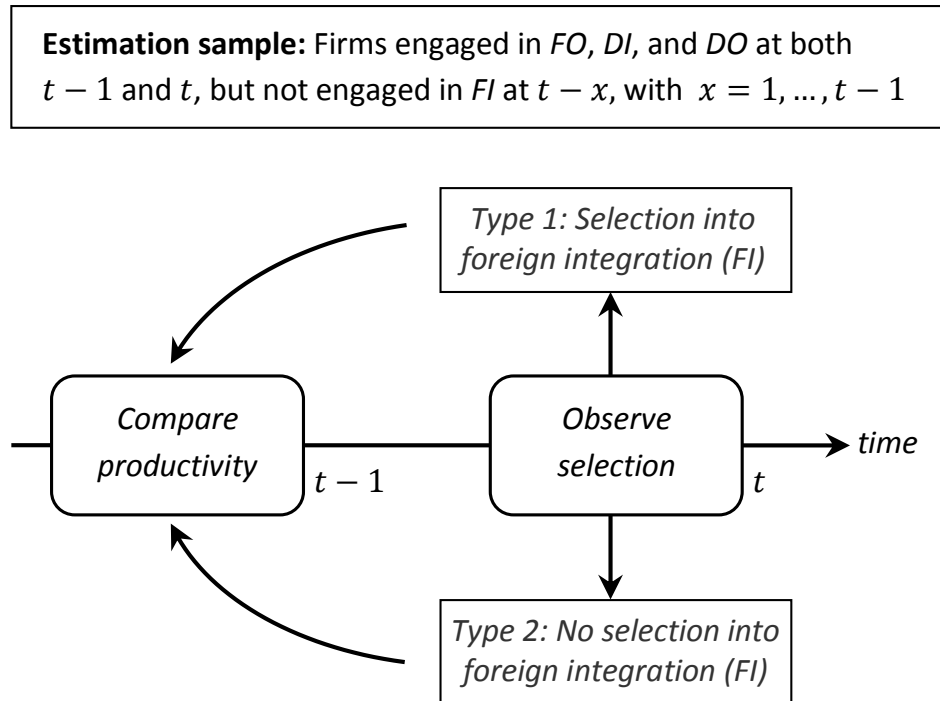 Estimation sample: Firms engaged in FO, DI, and DO at both
t − 1 and t, but not engaged in FI at t − x, with x = 1, … , t − 1
Type 1: Selection into
foreign integration (FI)
Compare
productivity
t − 1
Observe
selection
t
time
Type 2: No selection into
foreign integration (FI)